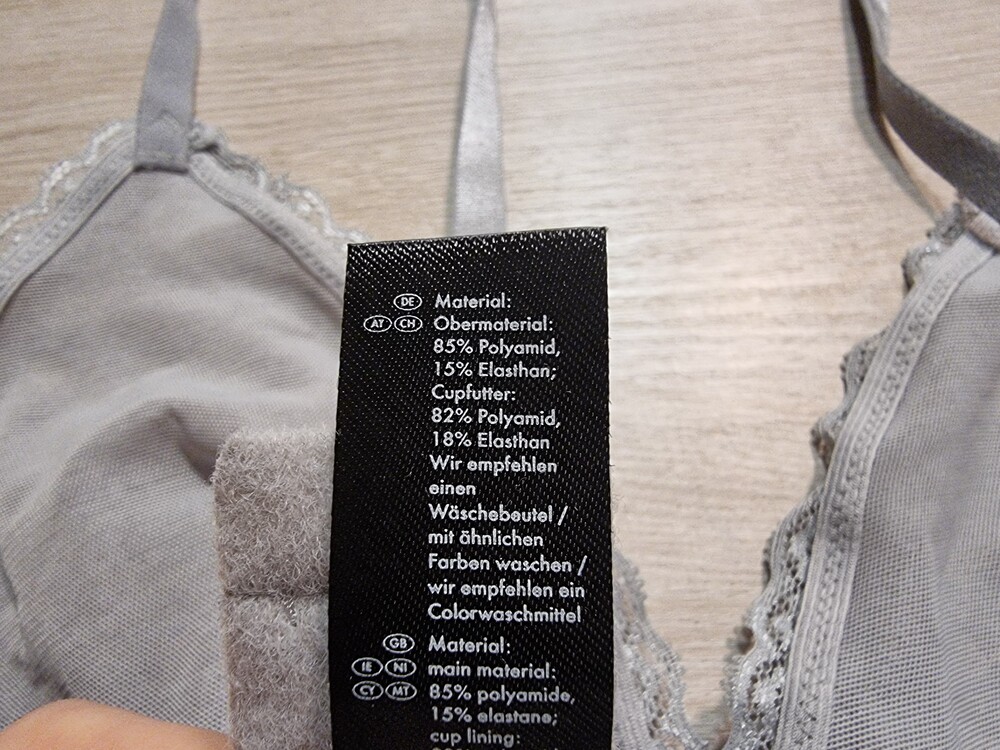 DE Material:
AT CH Obermaterial:
85% Polyamid,
15% Elasthan;
Cupfutter:
82% Polyamid,
18% Elasthan
Wir empfehlen
einen
Wäschebeutel /
mit ähnlichen
Farben waschen /
wir empfehlen ein
Colorwaschmittel
GB Material:
IE NI main material:
CY MT 85% polyamide,
15% elastane;
cup lining: